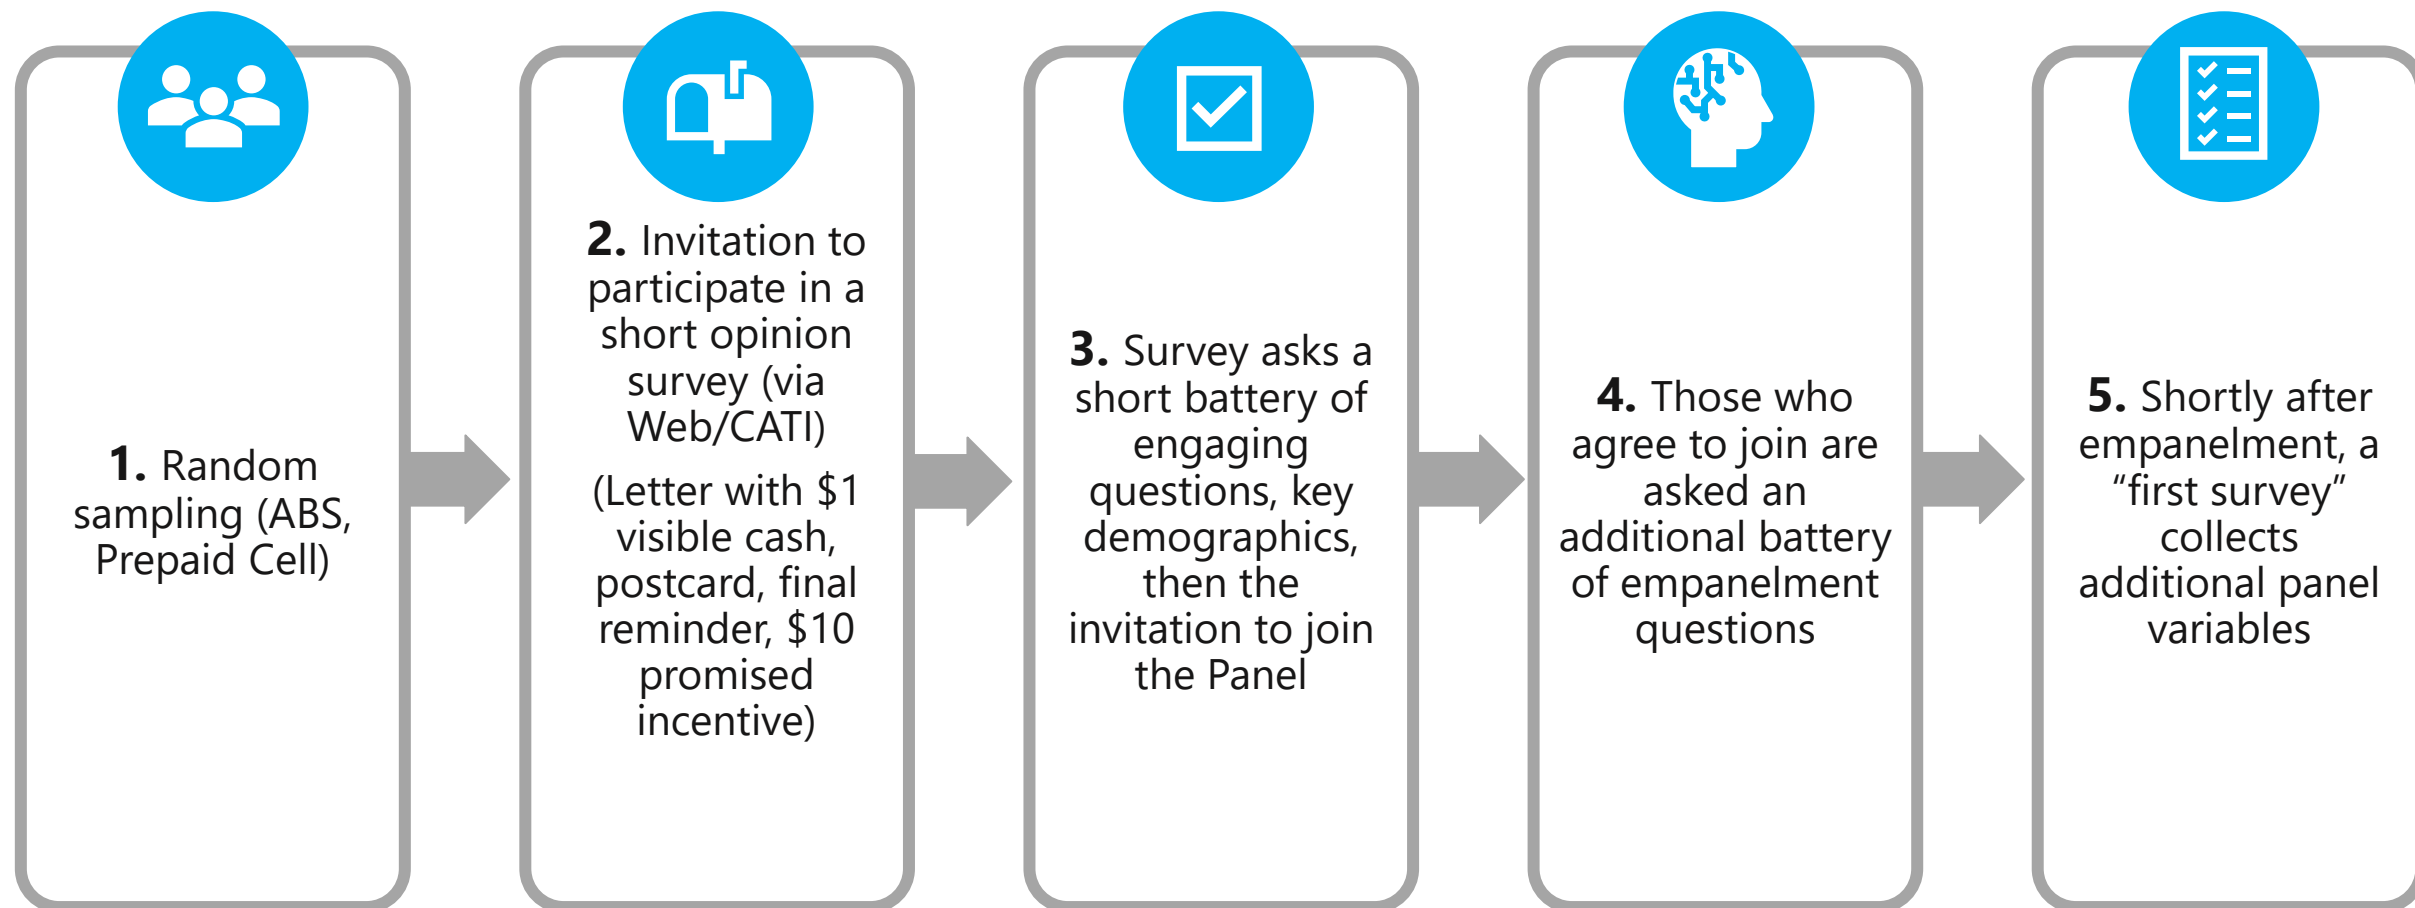 1. Random
sampling (ABS,
Prepaid Cell)
2. Invitation to
participate in a
short opinion
survey (via
Web/CATI)
(Letter with $1
visible cash,
postcard, final
reminder, $10
promised
incentive)
3. Survey asks a
short battery of
engaging
questions, key
demographics,
then the
invitation to join
the Panel
4. Those who
agree to join are
asked an
additional battery
of empanelment
questions
5. Shortly after
empanelment, a
“first survey”
collects
additional panel
variables